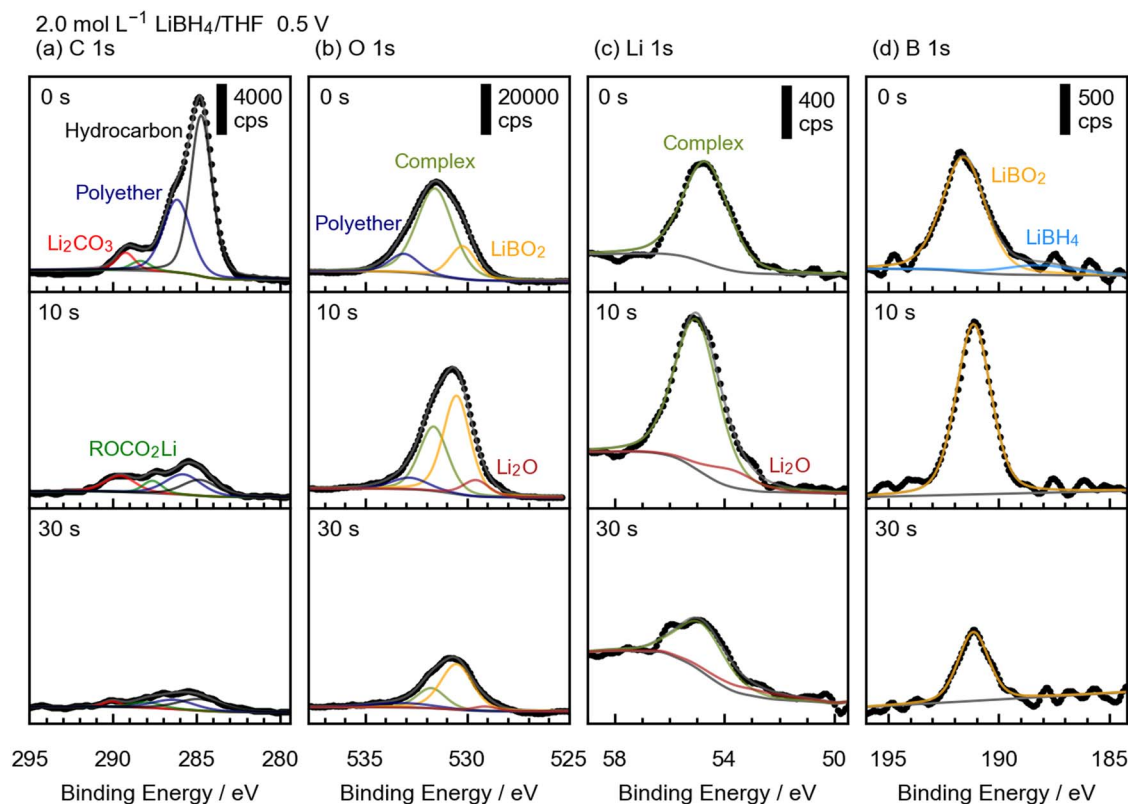 2.0 mol L⁻¹ LiBH₄/THF 0.5 V
(a) C 1s
(b) O 1s
(c) Li 1s
(d) B 1s
0 s
4000
cps
Hydrocarbon
Polyether
Li₂CO₃
0 s
20000
cps
Complex
Polyether
LiBO₂
0 s
400
cps
Complex
0 s
500
cps
LiBO₂
LiBH₄
10 s
ROCO₂Li
10 s
Li₂O
10 s
Li₂O
10 s
30 s
30 s
30 s
30 s
295 290 285 280
535 530 525
58 54 50
195 190 185
Binding Energy / eV
Binding Energy / eV
Binding Energy / eV
Binding Energy / eV